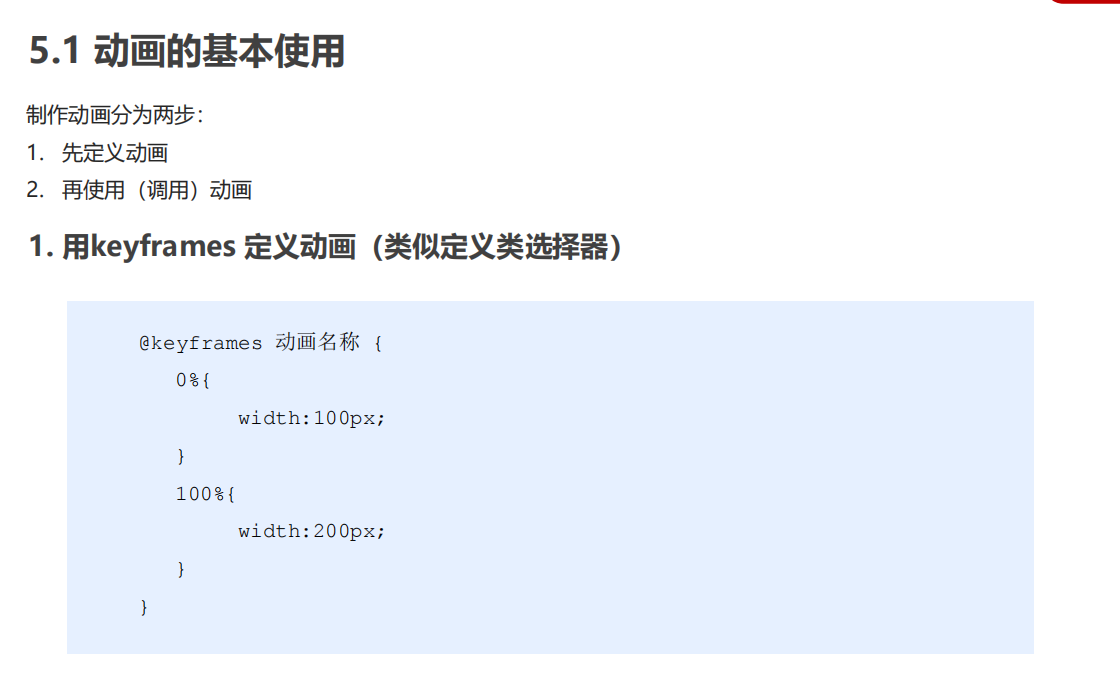 5.1 动画的基本使用
制作动画分为两步：
1. 先定义动画
2. 再使用（调用）动画
1. 用keyframes 定义动画（类似定义类选择器）
@keyframes 动画名称 {
0%{
width:100px;
}
100%{
width:200px;
}
}